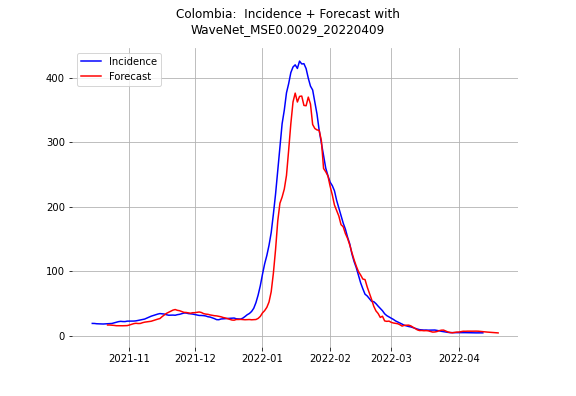 Colombia: Incidence + Forecast with
WaveNet_MSE0.0029_20220409
Incidence
Forecast
400
300
200
100
0
2021-11
2021-12
2022-01
2022-02
2022-03
2022-04